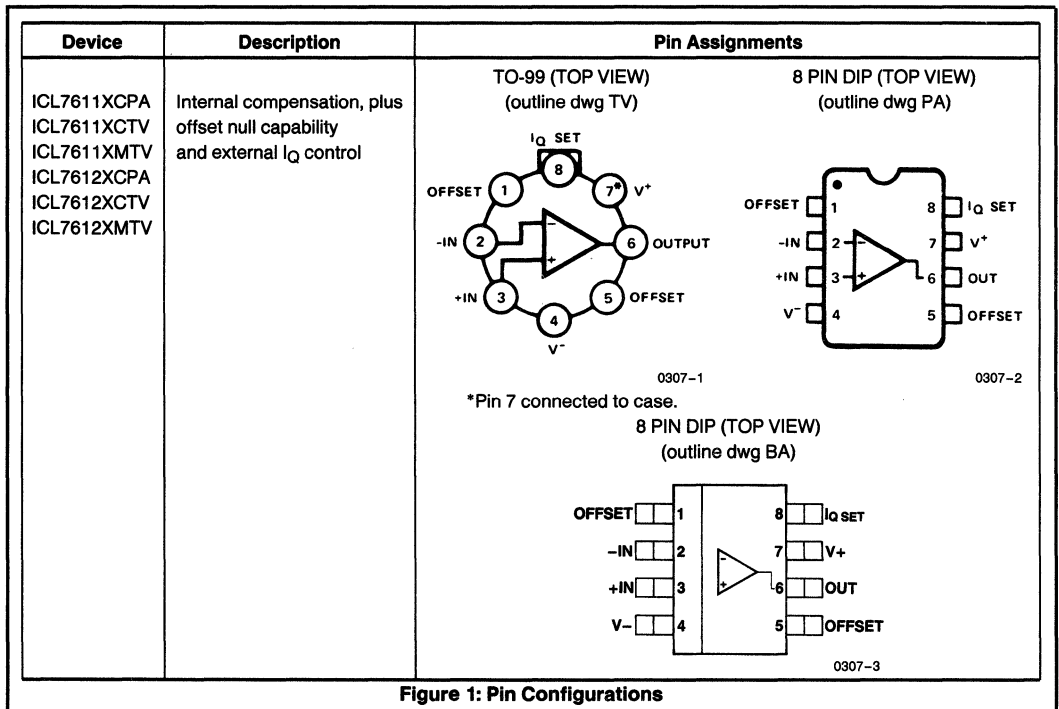 Device Description Pin Assignments
ICL7611XCPA
ICL7611XCTV
ICL7611XMTV
ICL7612XCPA
ICL7612XCTV
ICL7612XMTV
Internal compensation, plus
offset null capability
and external IQ control
TO-99 (TOP VIEW)
(outline dwg TV)
IQ SET
8
OFFSET 1
7* V+
-IN 2
-
+
6 OUTPUT
+IN 3
5 OFFSET
4
V-
0307-1
*Pin 7 connected to case.
8 PIN DIP (TOP VIEW)
(outline dwg PA)
OFFSET 1 8 IQ SET
-IN 2 - 7 V+
+IN 3 + 6 OUT
V- 4 5 OFFSET
0307-2
8 PIN DIP (TOP VIEW)
(outline dwg BA)
OFFSET 1 8 IQ SET
-IN 2 - 7 V+
+IN 3 + 6 OUT
V- 4 5 OFFSET
0307-3
Figure 1: Pin Configurations